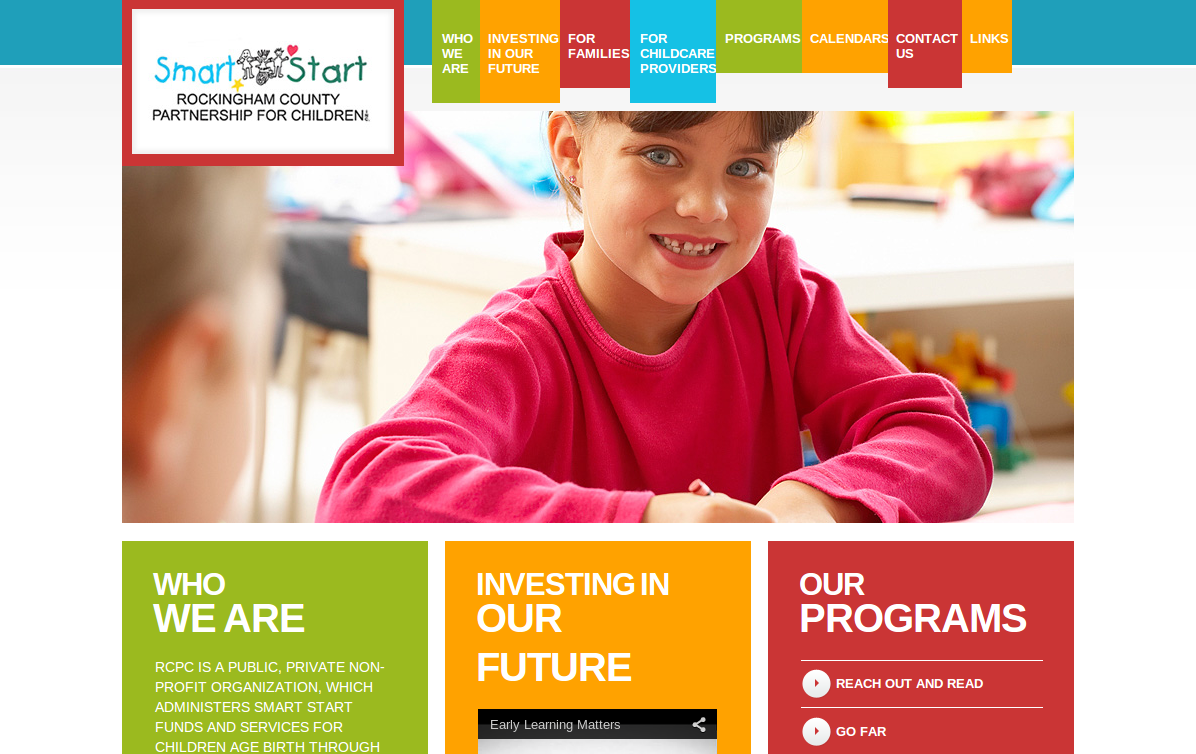 Smart Start
ROCKINGHAM COUNTY
PARTNERSHIP FOR CHILDREN
WHO
WE
ARE
INVESTING
IN OUR
FUTURE
FOR
FAMILIES
FOR
CHILDCARE
PROVIDERS
PROGRAMS
CALENDARS
CONTACT
US
LINKS
WHO
WE ARE
RCPC IS A PUBLIC, PRIVATE NON-
PROFIT ORGANIZATION, WHICH
ADMINISTERS SMART START
FUNDS AND SERVICES FOR
CHILDREN AGE BIRTH THROUGH
INVESTING IN
OUR
FUTURE
Early Learning Matters
OUR
PROGRAMS
REACH OUT AND READ
GO FAR